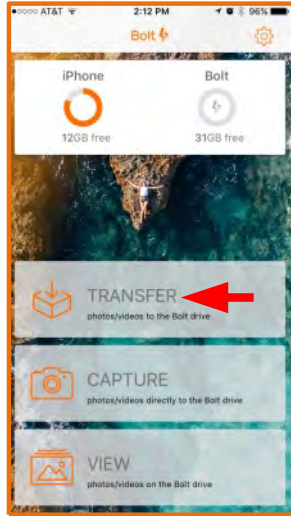 AT&T 2:12 PM 96%
Bolt
iPhone Bolt
12GB free 31GB free
TRANSFER
photos/videos to the Bolt drive
CAPTURE
photos/videos directly to the Bolt drive
VIEW
photos/videos on the Bolt drive